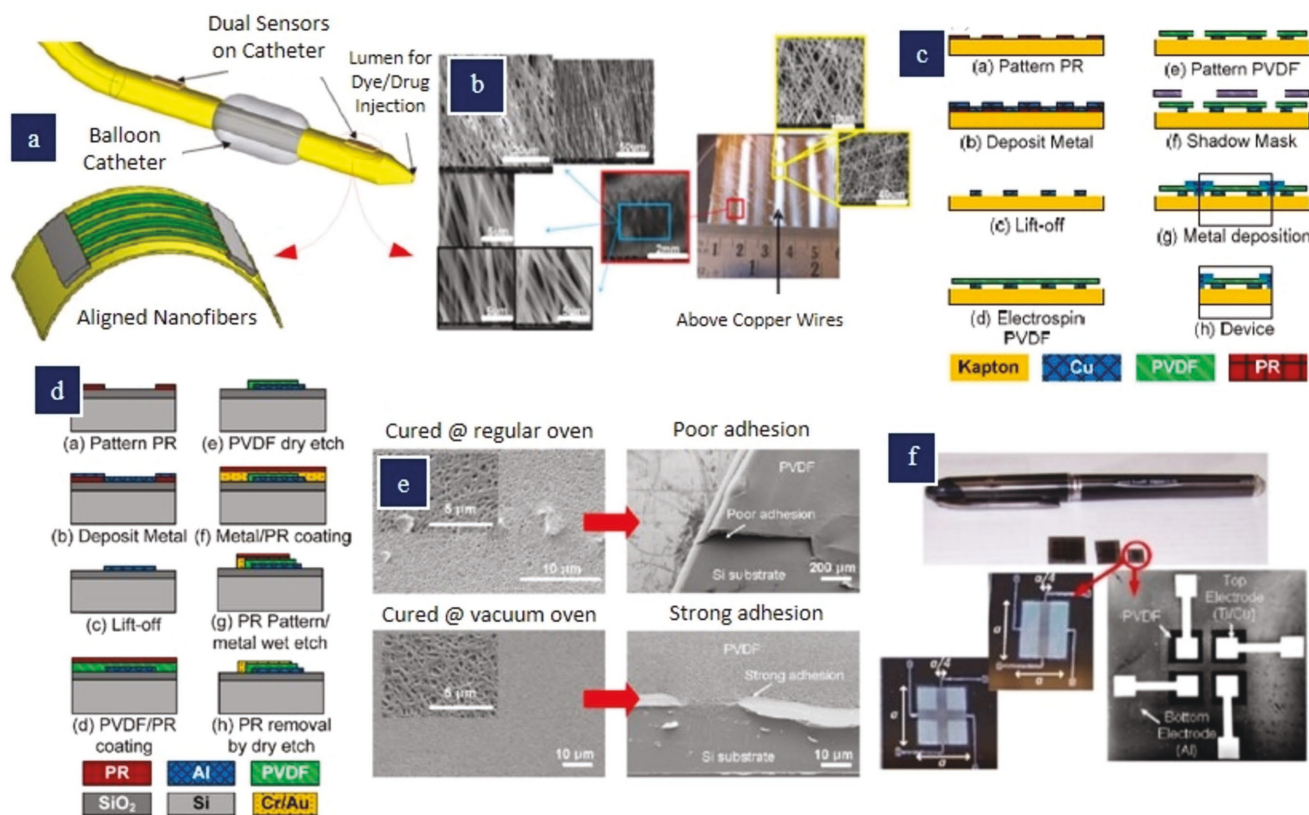 a
Dual Sensors
on Catheter
Lumen for
Dye/Drug
Injection
Balloon
Catheter
Aligned Nanofibers
b
5μm
2mm
Above Copper Wires
c
(a) Pattern PR
(b) Deposit Metal
(c) Lift-off
(d) Electrospin
PVDF
(e) Pattern PVDF
(f) Shadow Mask
(g) Metal deposition
(h) Device
Kapton
Cu
PVDF
PR
d
(a) Pattern PR
(b) Deposit Metal
(c) Lift-off
(d) PVDF/PR
coating
(e) PVDF dry etch
(f) Metal/PR coating
(g) PR Pattern/
metal wet etch
(h) PR removal
by dry etch
PR
Al
PVDF
SiO₂
Si
Cr/Au
e
Cured @ regular oven
5 μm
10 μm
Poor adhesion
PVDF
Poor adhesion
Si substrate
200 μm
Cured @ vacuum oven
5 μm
10 μm
Strong adhesion
PVDF
Strong adhesion
Si substrate
10 μm
f
a/4
a
a
a/4
a
a
Top
Electrode
(Ti/Cu)
PVDF
Bottom
Electrode
(Al)